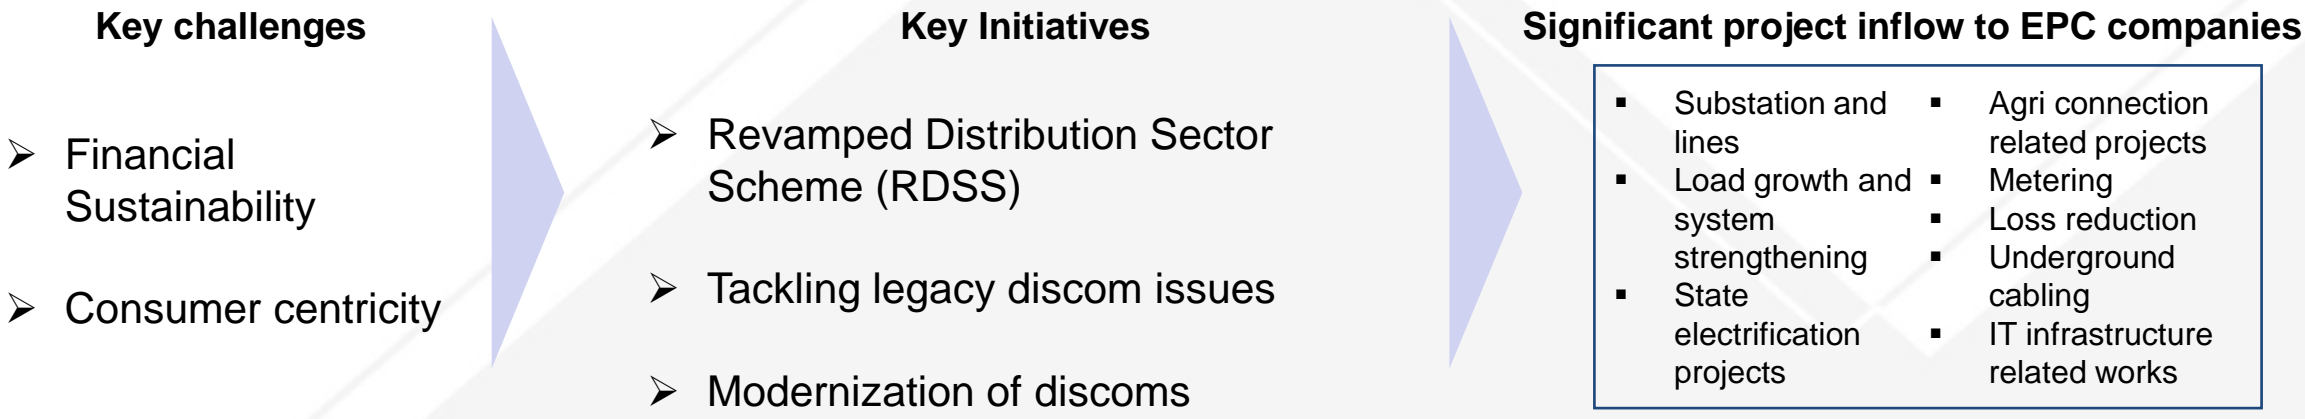 Key challenges
➢ Financial
Sustainability
➢ Consumer centricity
Key Initiatives
➢ Revamped Distribution Sector
Scheme (RDSS)
➢ Tackling legacy discom issues
➢ Modernization of discoms
Significant project inflow to EPC companies
▪ Substation and
lines
▪ Load growth and
system
strengthening
▪ State
electrification
projects
▪ Agri connection
related projects
▪ Metering
▪ Loss reduction
▪ Underground
cabling
▪ IT infrastructure
related works